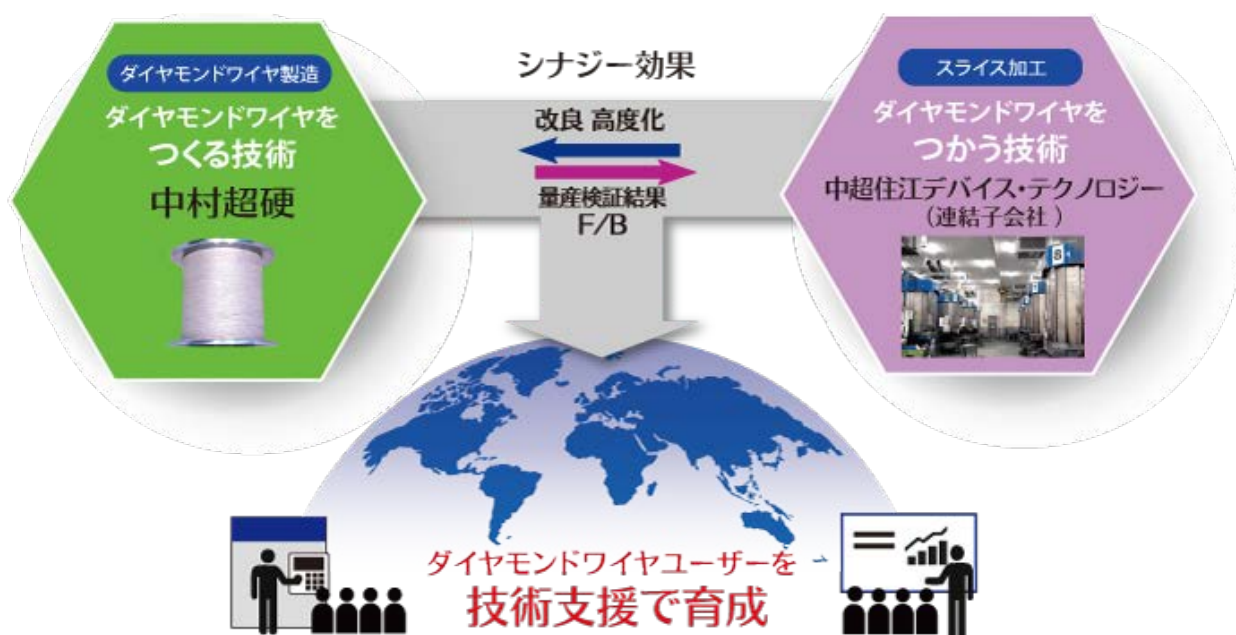 ダイヤモンドワイヤ製造
ダイヤモンドワイヤを
つくる技術
中村超硬
シナジー効果
改良 高度化
量産検証結果
F/B
スライス加工
ダイヤモンドワイヤを
つかう技術
中超住江デバイス・テクノロジー
(連結子会社 )
8
ダイヤモンドワイヤユーザーを
技術支援で育成